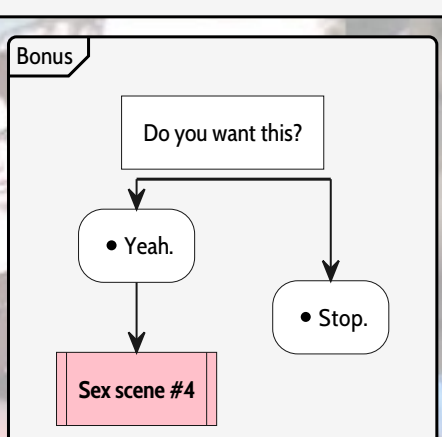 Bonus
Do you want this?
• Yeah.
• Stop.
Sex scene #4